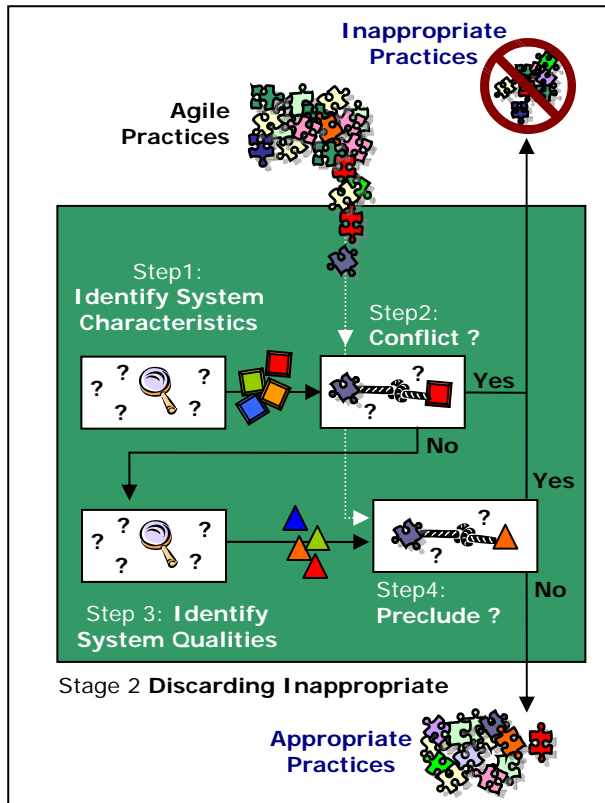 Inappropriate
Practices
Agile
Practices
Step1:
Identify System
Characteristics
Step2:
Conflict ?
? ? ? ? ?
? ?
Yes
No
Yes
? ? ? ? ?
? ?
Step 3: Identify
System Qualities
Step4:
Preclude ?
No
Stage 2 Discarding Inappropriate
Appropriate
Practices